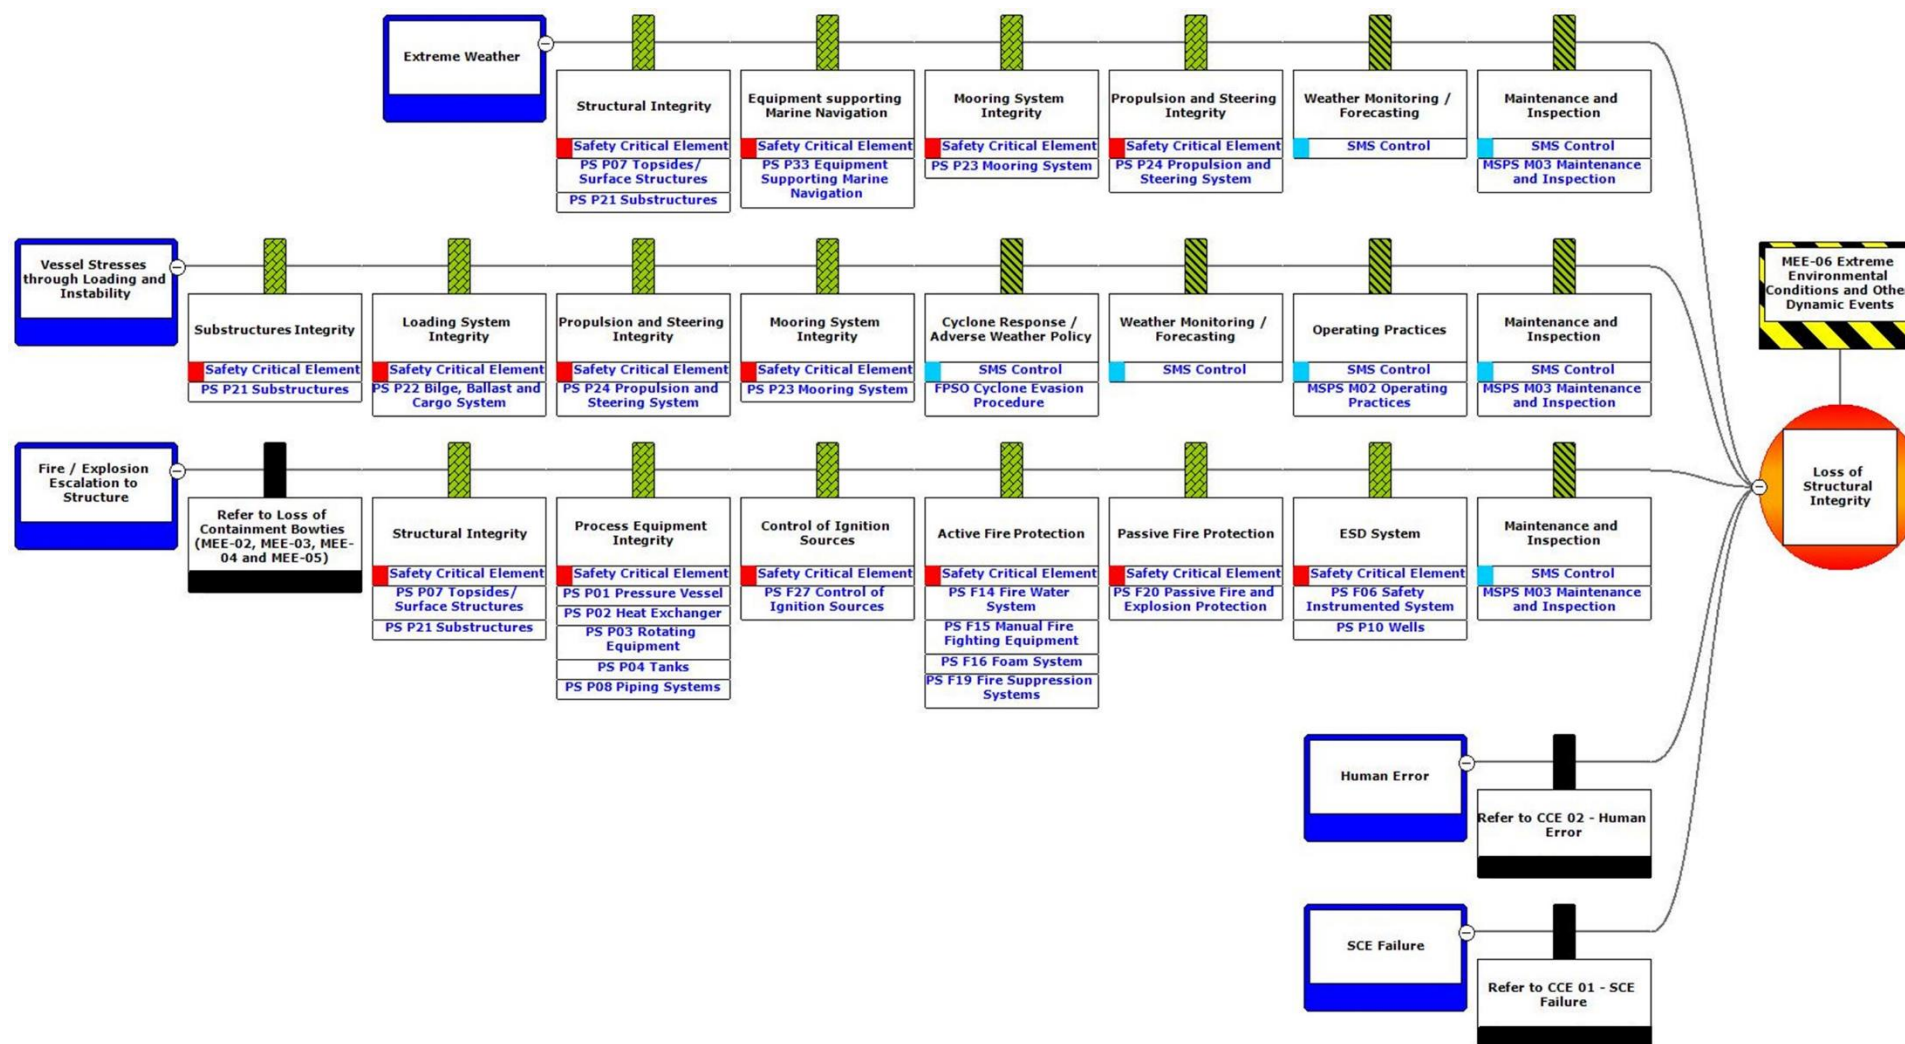 Extreme Weather
Structural Integrity
Safety Critical Element
PS P07 Topsides/
Surface Structures
PS P21 Substructures
Equipment supporting
Marine Navigation
Safety Critical Element
PS P33 Equipment
Supporting Marine
Navigation
Mooring System
Integrity
Safety Critical Element
PS P23 Mooring System
Propulsion and Steering
Integrity
Safety Critical Element
PS P24 Propulsion and
Steering System
Weather Monitoring /
Forecasting
SMS Control
Maintenance and
Inspection
SMS Control
MSPS M03 Maintenance
and Inspection
Vessel Stresses
through Loading and
Instability
Substructures Integrity
Safety Critical Element
PS P21 Substructures
Loading System
Integrity
Safety Critical Element
PS P22 Bilge, Ballast and
Cargo System
Propulsion and Steering
Integrity
Safety Critical Element
PS P24 Propulsion and
Steering System
Mooring System
Integrity
Safety Critical Element
PS P23 Mooring System
Cyclone Response /
Adverse Weather Policy
SMS Control
FPSO Cyclone Evasion
Procedure
Weather Monitoring /
Forecasting
SMS Control
Operating Practices
SMS Control
MSPS M02 Operating
Practices
Maintenance and
Inspection
SMS Control
MSPS M03 Maintenance
and Inspection
MEE-06 Extreme
Environmental
Conditions and Other
Dynamic Events
Loss of
Structural
Integrity
Fire / Explosion
Escalation to
Structure
Refer to Loss of
Containment Bowties
(MEE-02, MEE-03, MEE-
04 and MEE-05)
Structural Integrity
Safety Critical Element
PS P07 Topsides/
Surface Structures
PS P21 Substructures
Process Equipment
Integrity
Safety Critical Element
PS P01 Pressure Vessel
PS P02 Heat Exchanger
PS P03 Rotating
Equipment
PS P04 Tanks
PS P08 Piping Systems
Control of Ignition
Sources
Safety Critical Element
PS F27 Control of
Ignition Sources
Active Fire Protection
Safety Critical Element
PS F14 Fire Water
System
PS F15 Manual Fire
Fighting Equipment
PS F16 Foam System
PS F19 Fire Suppression
Systems
Passive Fire Protection
Safety Critical Element
PS F20 Passive Fire and
Explosion Protection
ESD System
Safety Critical Element
PS F06 Safety
Instrumented System
PS P10 Wells
Maintenance and
Inspection
SMS Control
MSPS M03 Maintenance
and Inspection
Human Error
Refer to CCE 02 - Human
Error
SCE Failure
Refer to CCE 01 - SCE
Failure